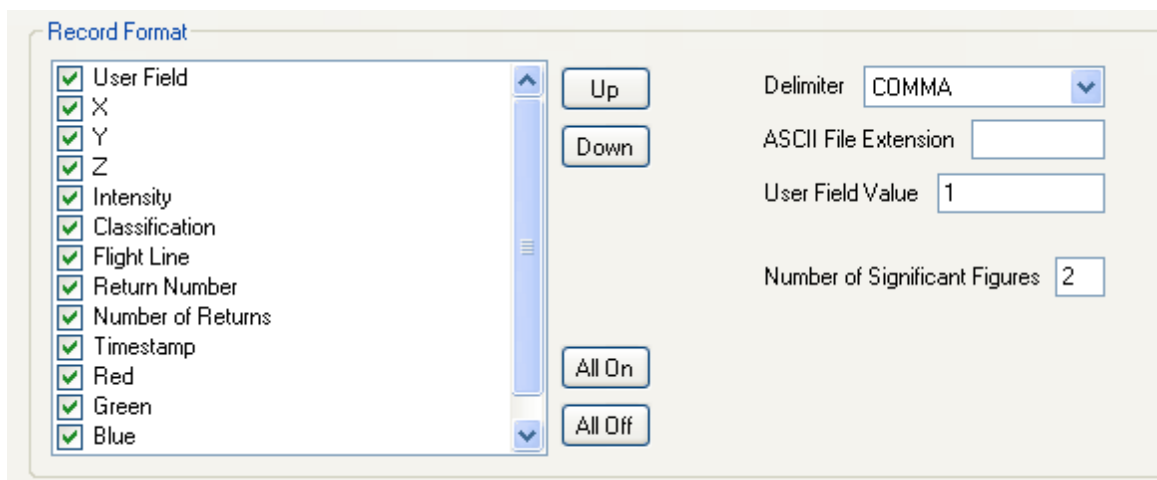 Record Format
User Field
X
Y
Z
Intensity
Classification
Flight Line
Return Number
Number of Returns
Timestamp
Red
Green
Blue
Up
Down
All On
All Off
Delimiter COMMA
ASCII File Extension
User Field Value 1
Number of Significant Figures 2